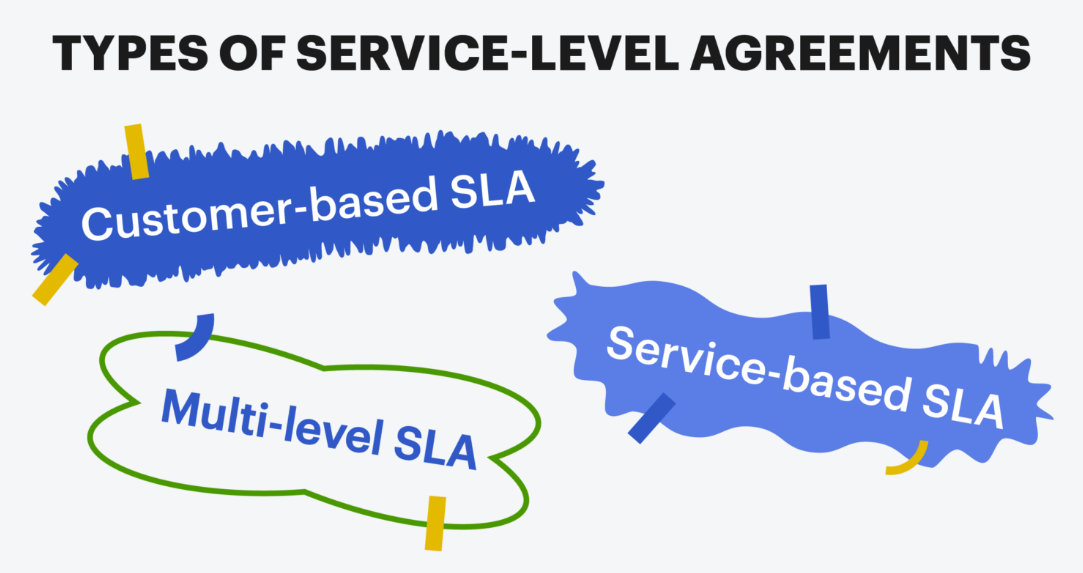 TYPES OF SERVICE-LEVEL AGREEMENTS
Customer-based SLA
Service-based SLA
Multi-level SLA